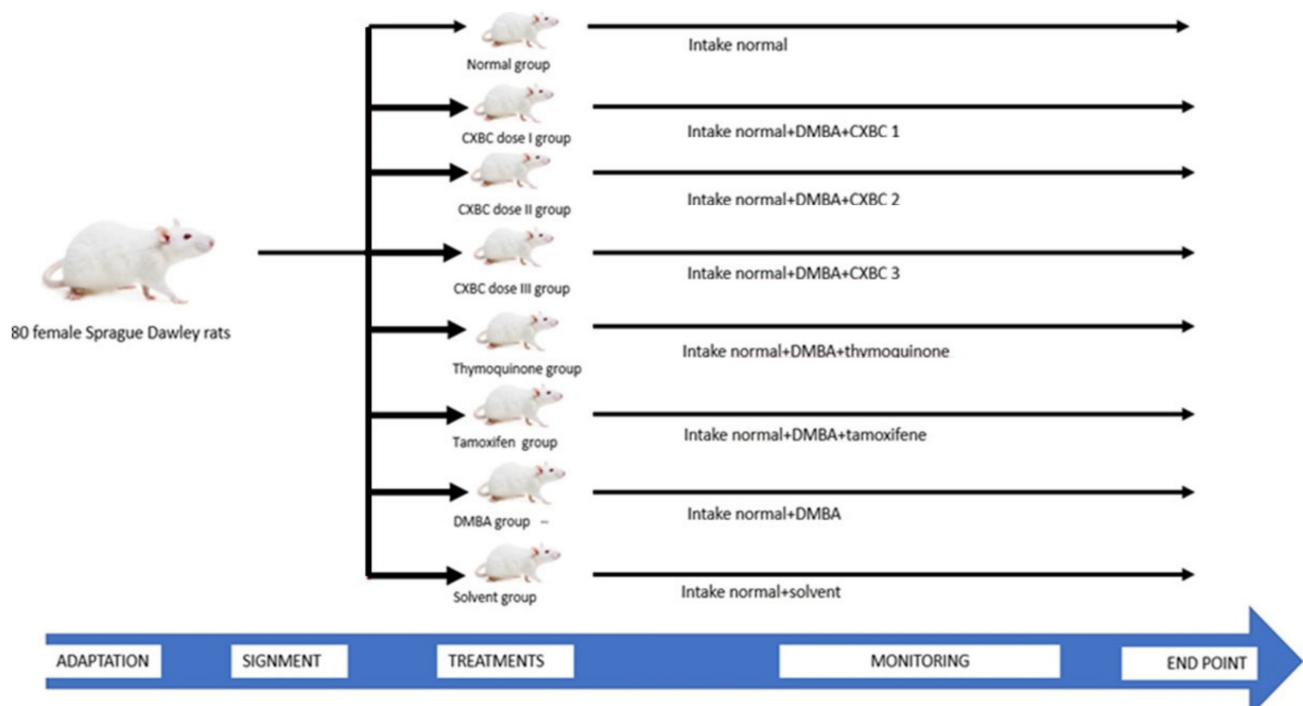 Normal group
Intake normal
CXBC dose I group
Intake normal+DMBA+CXBC 1
CXBC dose II group
Intake normal+DMBA+CXBC 2
CXBC dose III group
Intake normal+DMBA+CXBC 3
80 female Sprague Dawley rats
Thymoquinone group
Intake normal+DMBA+thymoquinone
Tamoxifen group
Intake normal+DMBA+tamoxifene
DMBA group --
Intake normal+DMBA
Solvent group
Intake normal+solvent
ADAPTATION SIGNMENT TREATMENTS MONITORING END POINT